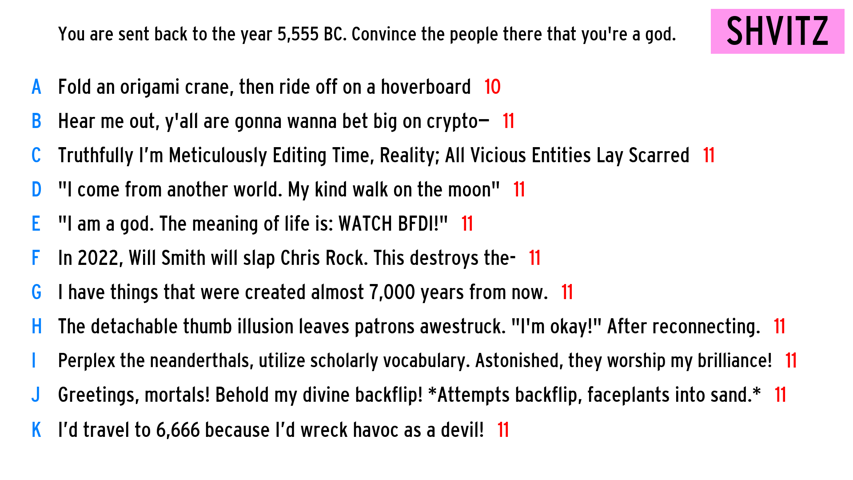 You are sent back to the year 5,555 BC. Convince the people there that you're a god.
SHVITZ
A Fold an origami crane, then ride off on a hoverboard 10
B Hear me out, y'all are gonna wanna bet big on crypto— 11
C Truthfully I'm Meticulously Editing Time, Reality; All Vicious Entities Lay Scarred 11
D "I come from another world. My kind walk on the moon" 11
E "I am a god. The meaning of life is: WATCH BFDI!" 11
F In 2022, Will Smith will slap Chris Rock. This destroys the- 11
G I have things that were created almost 7,000 years from now. 11
H The detachable thumb illusion leaves patrons awestruck. "I'm okay!" After reconnecting. 11
I Perplex the neanderthals, utilize scholarly vocabulary. Astonished, they worship my brilliance! 11
J Greetings, mortals! Behold my divine backflip! *Attempts backflip, faceplants into sand.* 11
K I'd travel to 6,666 because I'd wreck havoc as a devil! 11